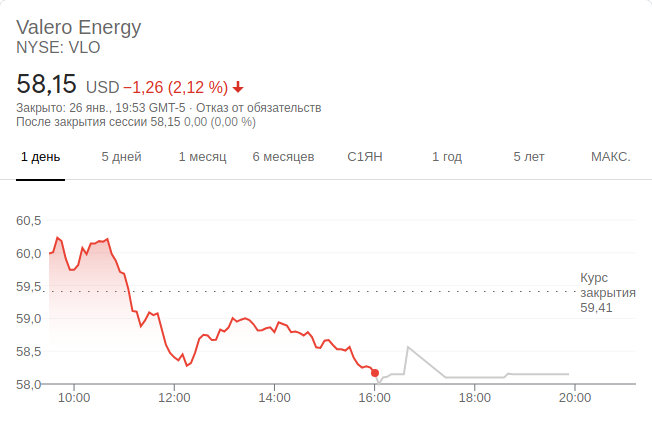 Valero Energy
NYSE: VLO
58,15 USD −1,26 (2,12 %)
Закрыто: 26 янв., 19:53 GMT-5 · Отказ от обязательств
После закрытия сессии 58,15 0,00 (0,00 %)
1 день 5 дней 1 месяц 6 месяцев С1ЯН 1 год 5 лет МАКС.
60,5
60,0
59,5
59,0
58,5
58,0
Курс
закрытия
59,41
10:00 12:00 14:00 16:00 18:00 20:00